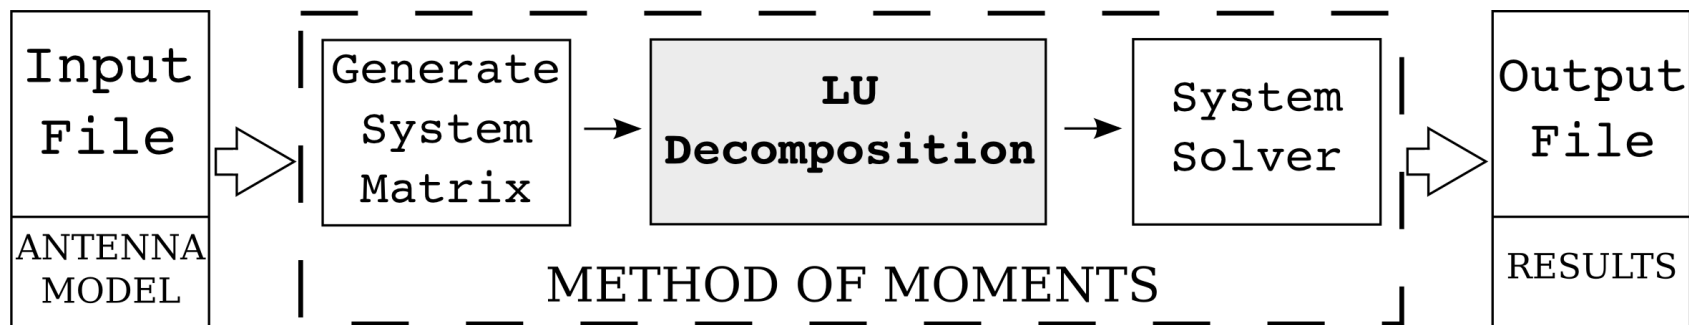 Input
File
ANTENNA
MODEL
Generate
System
Matrix
LU
Decomposition
System
Solver
METHOD OF MOMENTS
Output
File
RESULTS